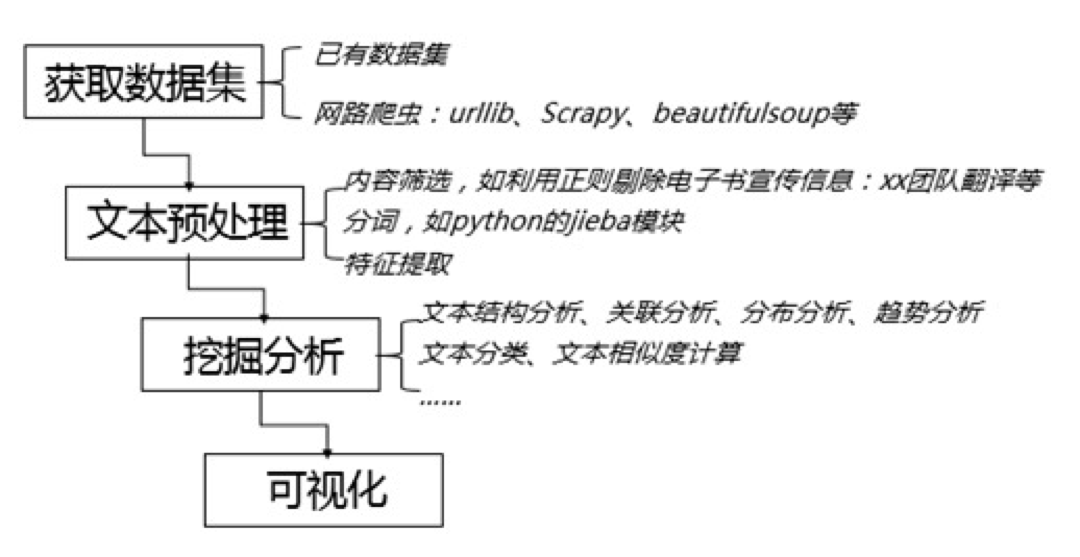 获取数据集
已有数据集
网路爬虫：urllib、Scrapy、beautifulsoup等
文本预处理
内容筛选，如利用正则剔除电子书宣传信息：xx团队翻译等
分词，如python的jieba模块
特征提取
挖掘分析
文本结构分析、关联分析、分布分析、趋势分析
文本分类、文本相似度计算
……
可视化